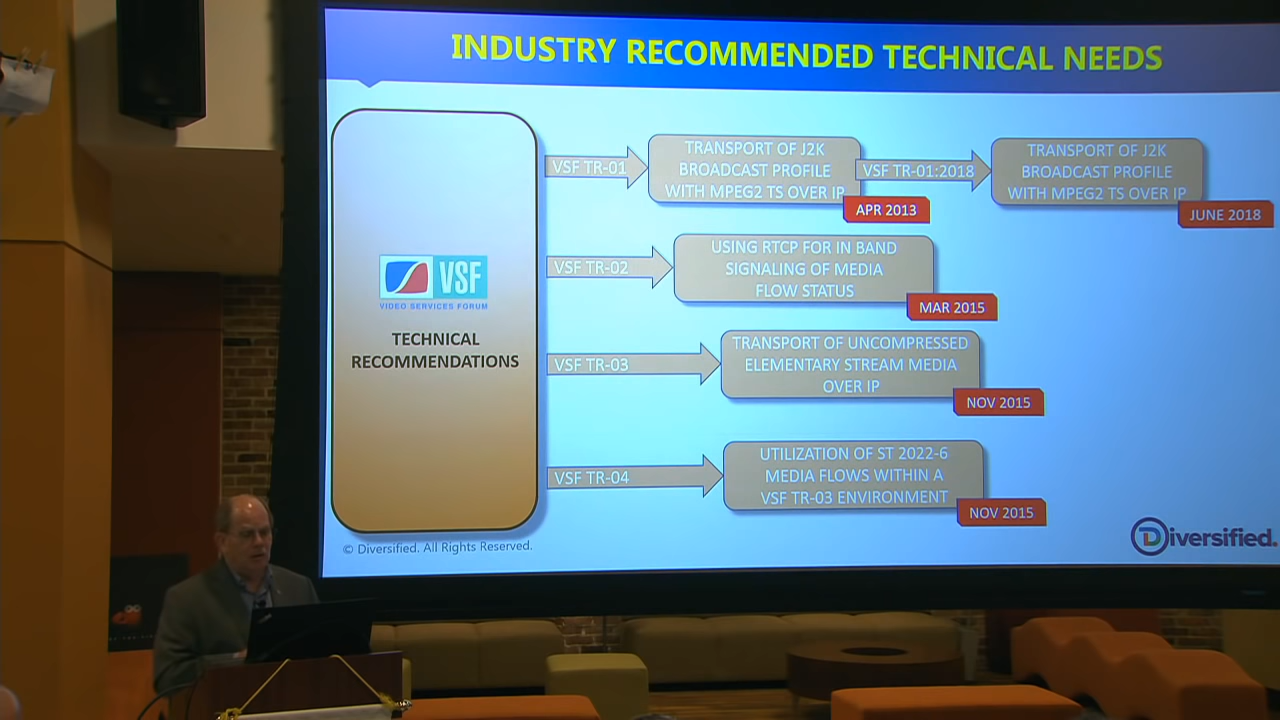 INDUSTRY RECOMMENDED TECHNICAL NEEDS
VSF TR-01
TRANSPORT OF J2K
BROADCAST PROFILE
WITH MPEG2 TS OVER IP
APR 2013
VSF TR-01:2018
TRANSPORT OF J2K
BROADCAST PROFILE
WITH MPEG2 TS OVER IP
JUNE 2018
VSF
VIDEO SERVICES FORUM
TECHNICAL
RECOMMENDATIONS
VSF TR-02
USING RTCP FOR IN BAND
SIGNALING OF MEDIA
FLOW STATUS
MAR 2015
VSF TR-03
TRANSPORT OF UNCOMPRESSED
ELEMENTARY STREAM MEDIA
OVER IP
NOV 2015
VSF TR-04
UTILIZATION OF ST 2022-6
MEDIA FLOWS WITHIN A
VSF TR-03 ENVIRONMENT
NOV 2015
© Diversified. All Rights Reserved.
Diversified.